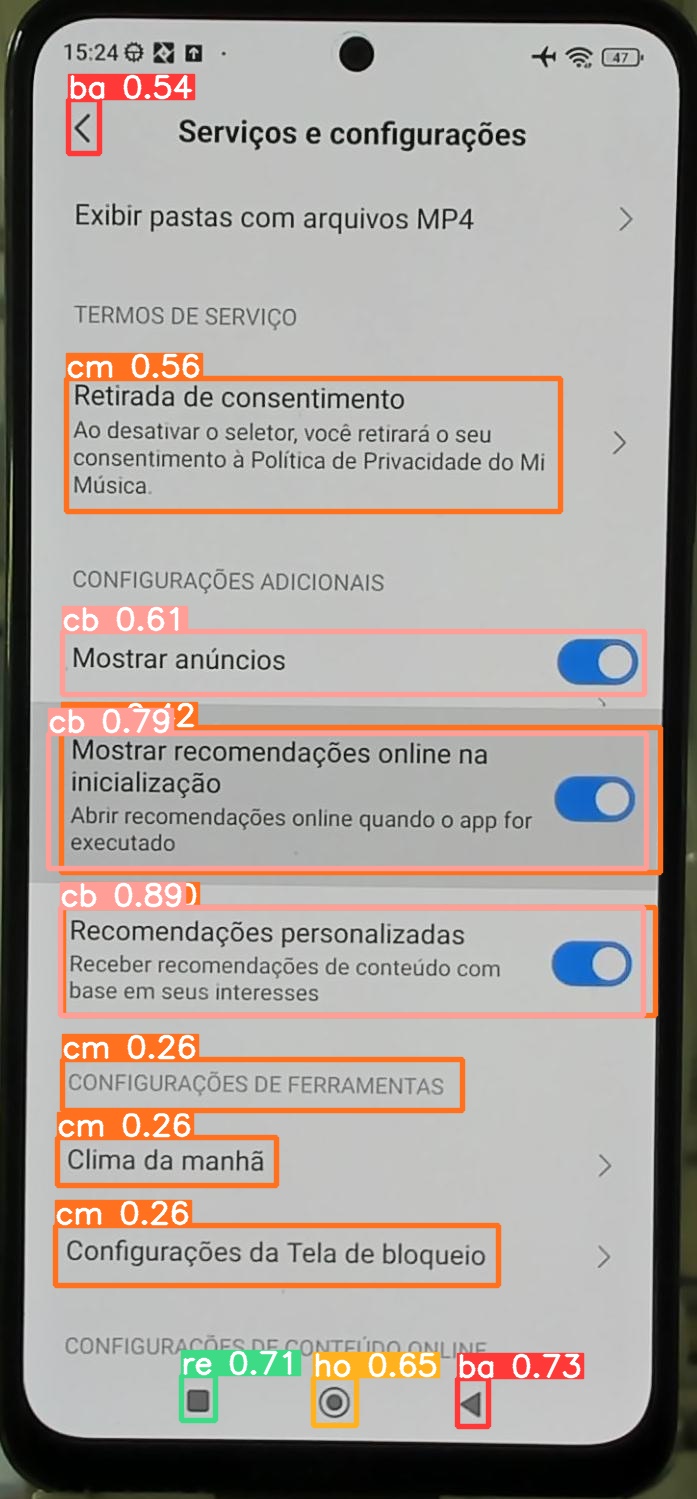 15:24
47
ba 0.54
Serviços e configurações
Exibir pastas com arquivos MP4
TERMOS DE SERVIÇO
cm 0.56
Retirada de consentimento
Ao desativar o seletor, você retirará o seu
consentimento à Política de Privacidade do Mi
Música.
CONFIGURAÇÕES ADICIONAIS
cb 0.61
Mostrar anúncios
cb 0.79
Mostrar recomendações online na
inicialização
Abrir recomendações online quando o app for
executado
cb 0.89
Recomendações personalizadas
Receber recomendações de conteúdo com
base em seus interesses
cm 0.26
CONFIGURAÇÕES DE FERRAMENTAS
cm 0.26
Clima da manhã
cm 0.26
Configurações da Tela de bloqueio
CONFIGURAÇÕES DE CONTEÚDO ONLINE
re 0.71 ho 0.65 ba 0.73